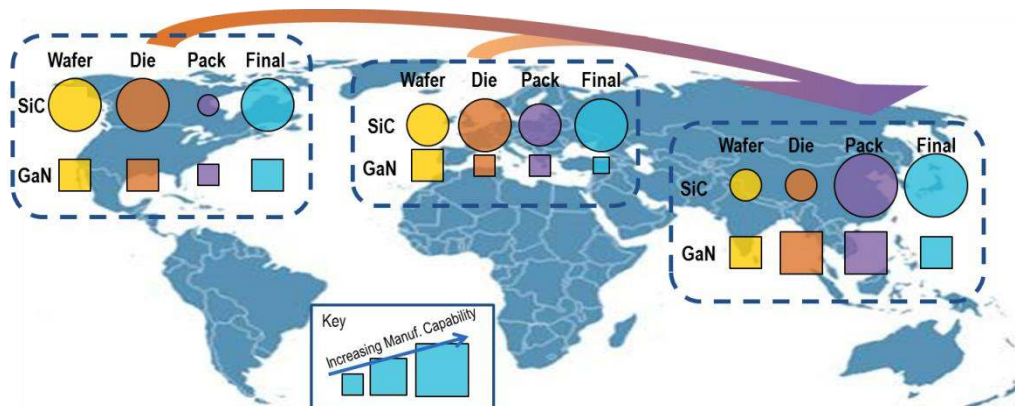 Wafer Die Pack Final
SiC
GaN
Wafer Die Pack Final
SiC
GaN
Wafer Die Pack Final
SiC
GaN
Key
Increasing Manuf. Capability